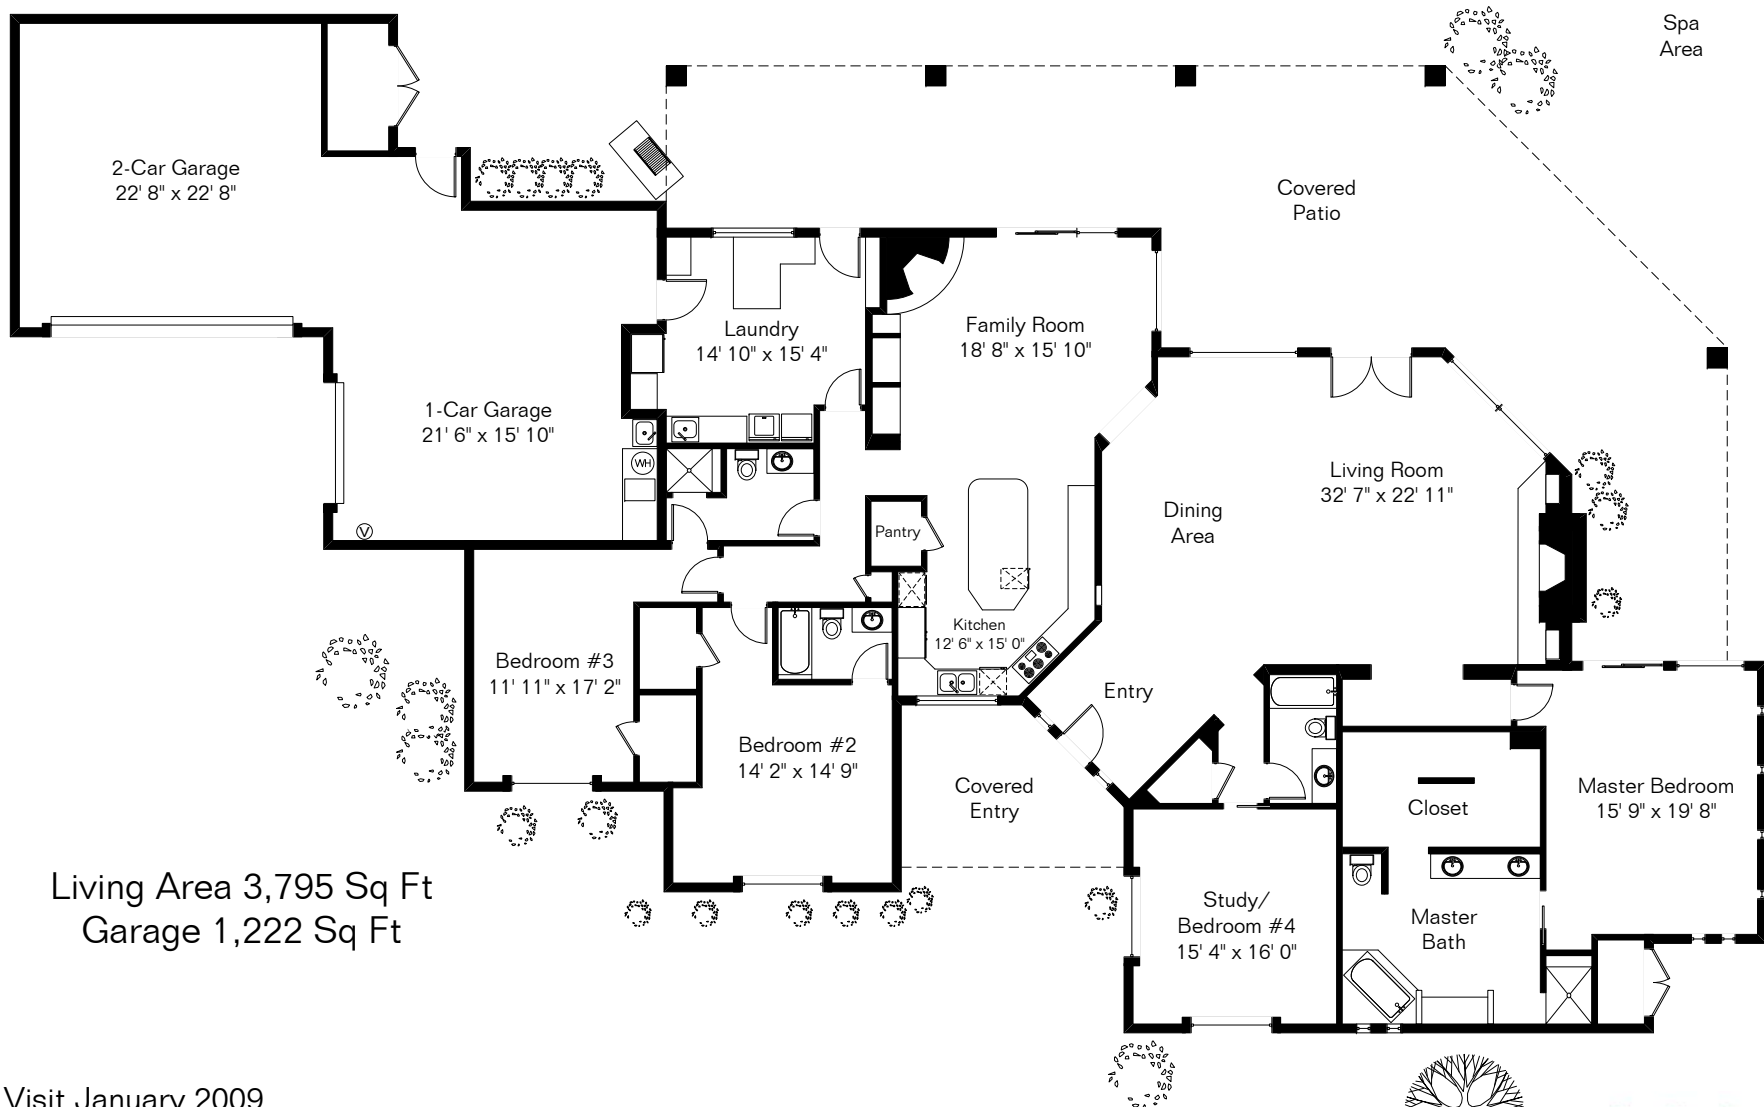 Spa
Area
2-Car Garage
22' 8" x 22' 8"
Covered
Patio
Laundry
14' 10" x 15' 4"
Family Room
18' 8" x 15' 10"
1-Car Garage
21' 6" x 15' 10"
WH
V
Living Room
32' 7" x 22' 11"
Dining
Area
Pantry
Kitchen
12' 6" x 15' 0"
Bedroom #3
11' 11" x 17' 2"
Entry
Bedroom #2
14' 2" x 14' 9"
Covered
Entry
Master Bedroom
15' 9" x 19' 8"
Closet
Living Area 3,795 Sq Ft
Garage 1,222 Sq Ft
Study/
Bedroom #4
15' 4" x 16' 0"
Master
Bath
Visit January 2009